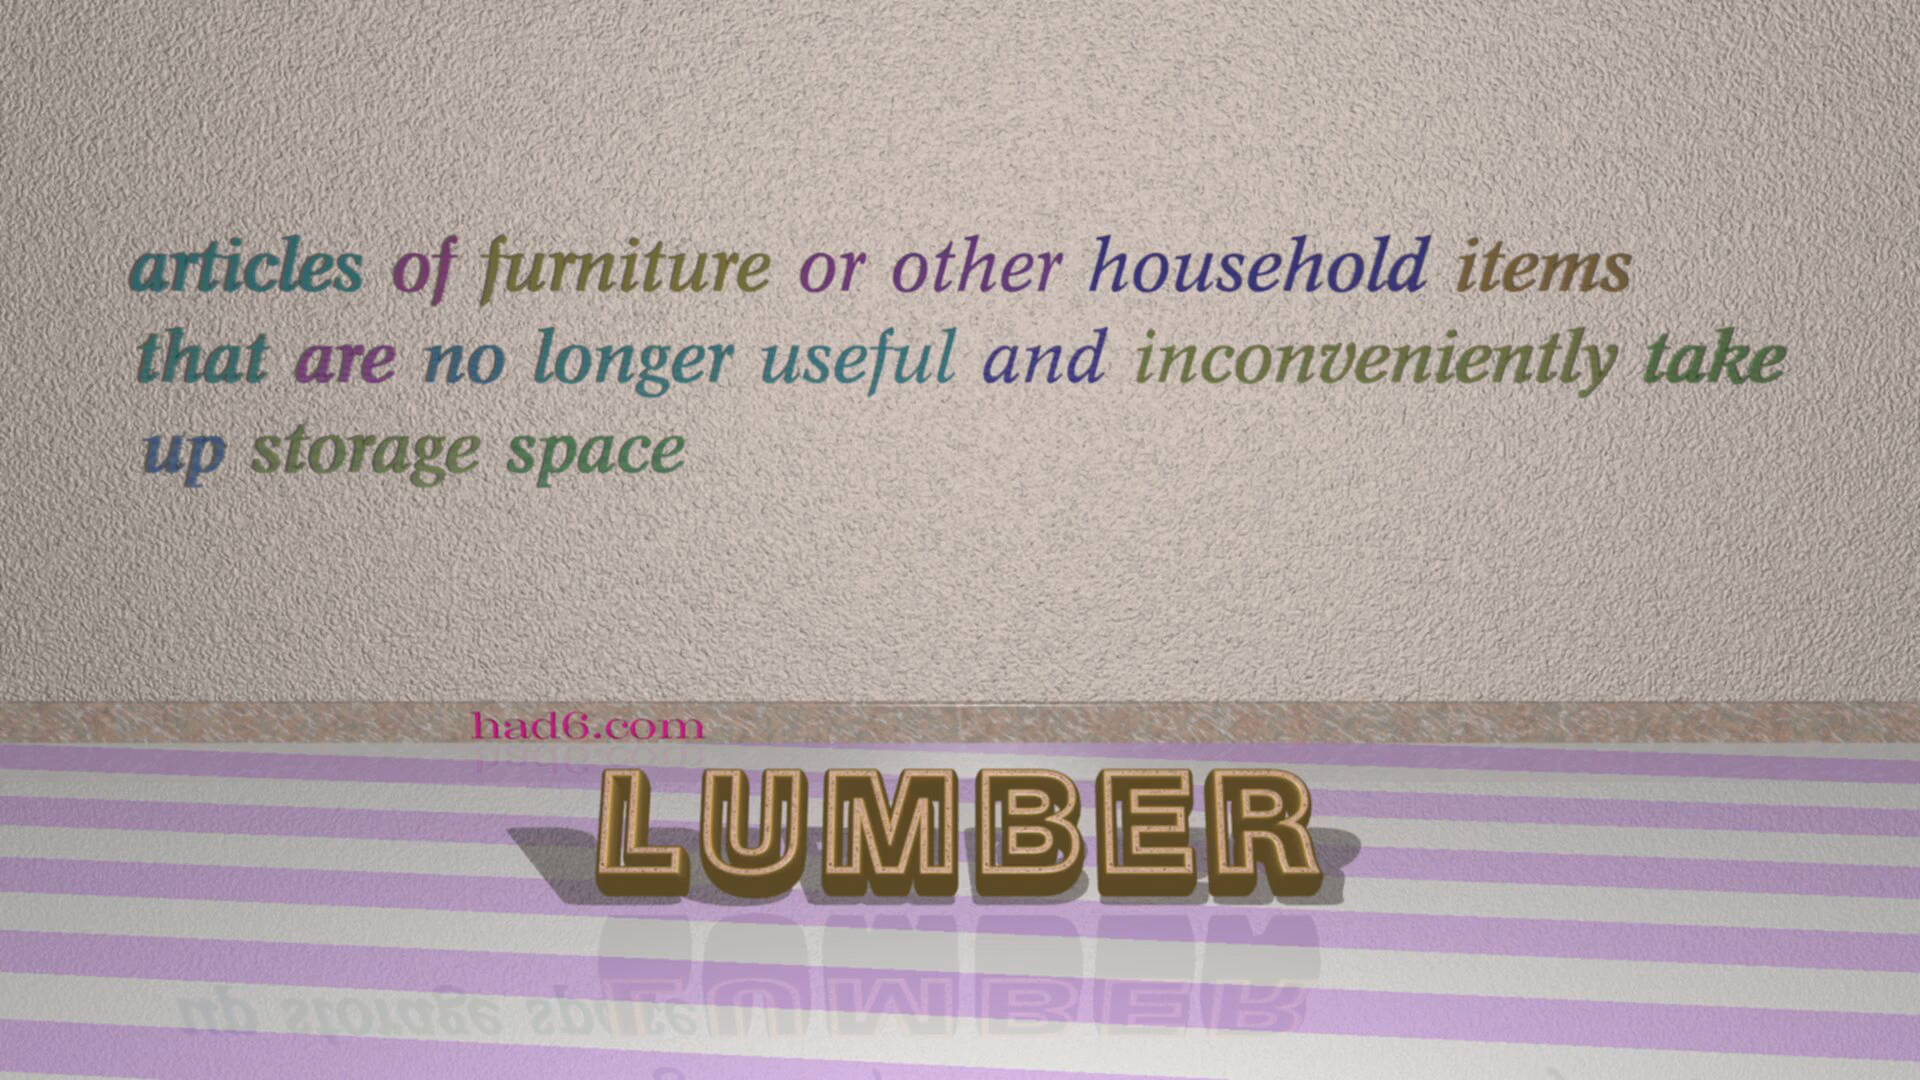 articles of furniture or other household items
that are no longer useful and inconveniently take
up storage space
had6.com
LUMBER